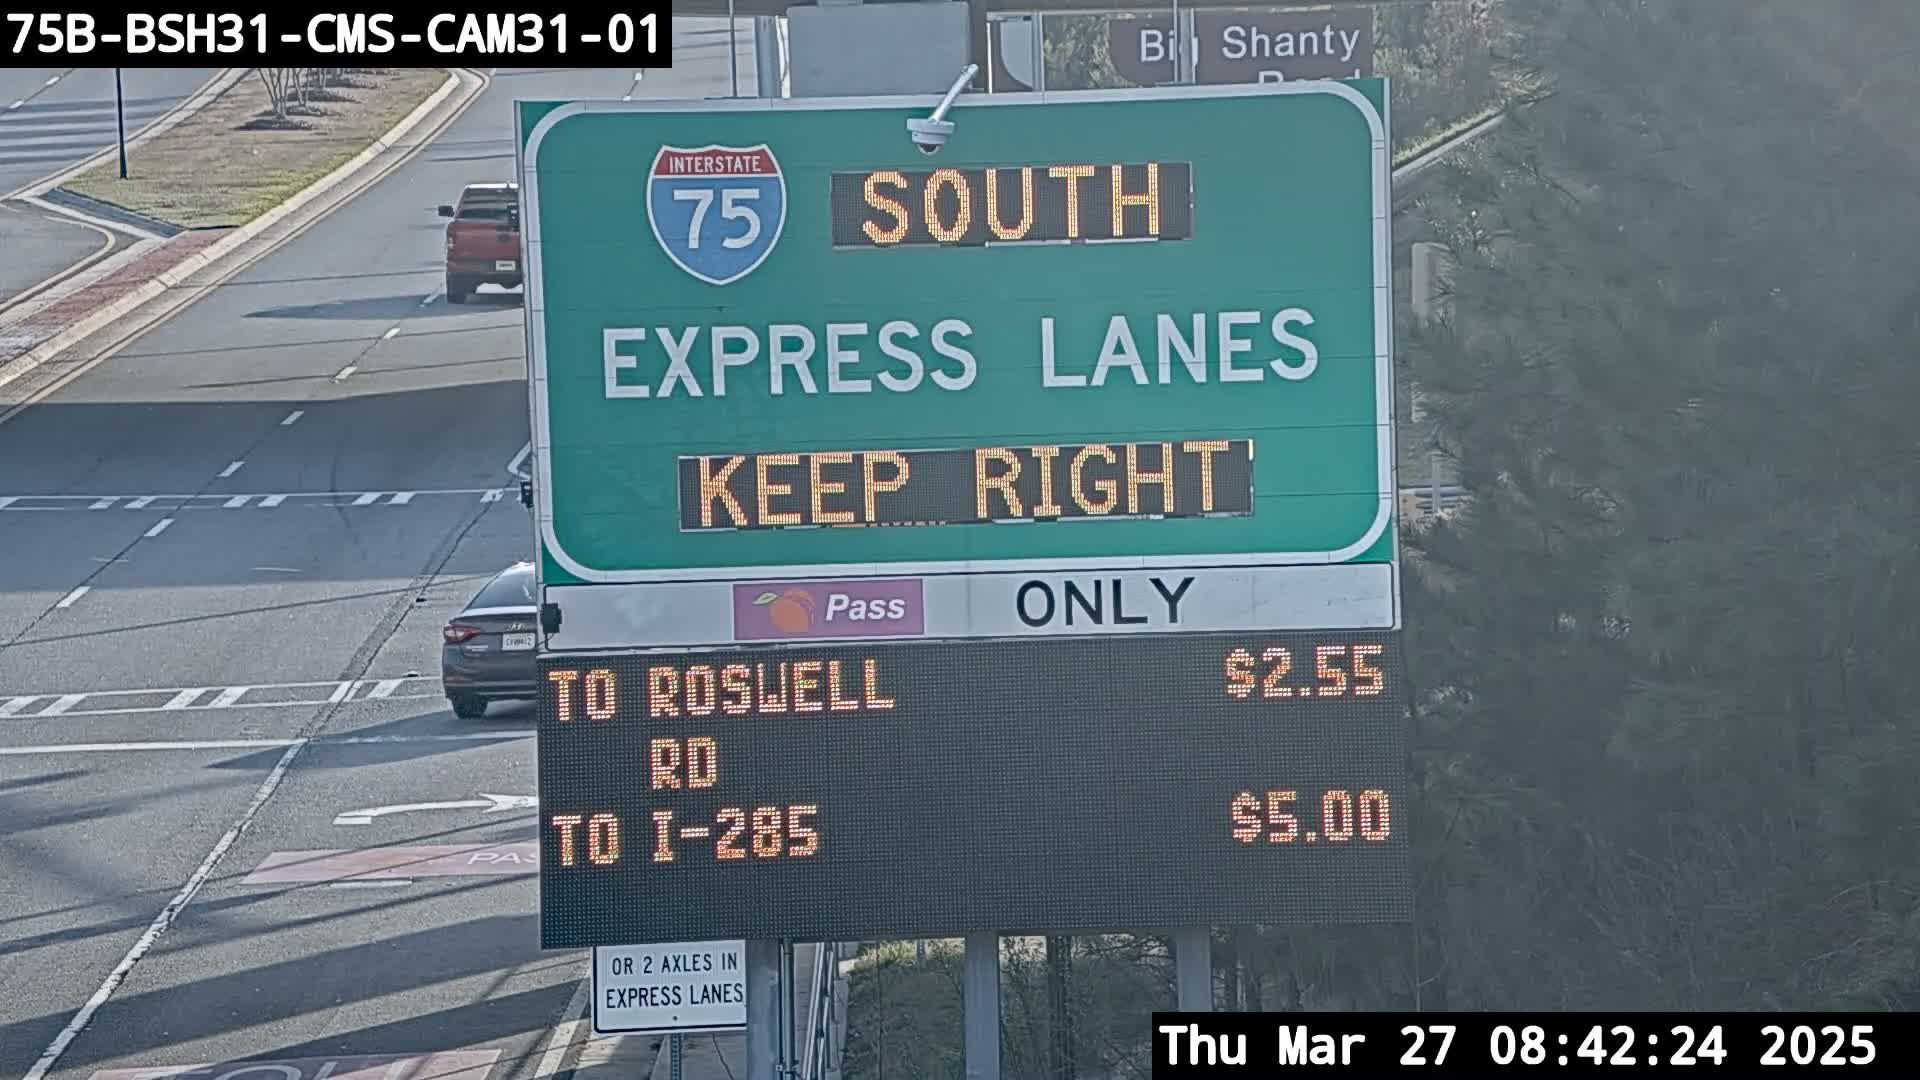 75B-BSH31-CMS-CAM31-01
Big Shanty
Road
INTERSTATE
75
SOUTH
EXPRESS LANES
KEEP RIGHT
Pass ONLY
TO ROSWELL $2.55
RD
TO I-285 $5.00
OR 2 AXLES IN
EXPRESS LANES
Thu Mar 27 08:42:24 2025